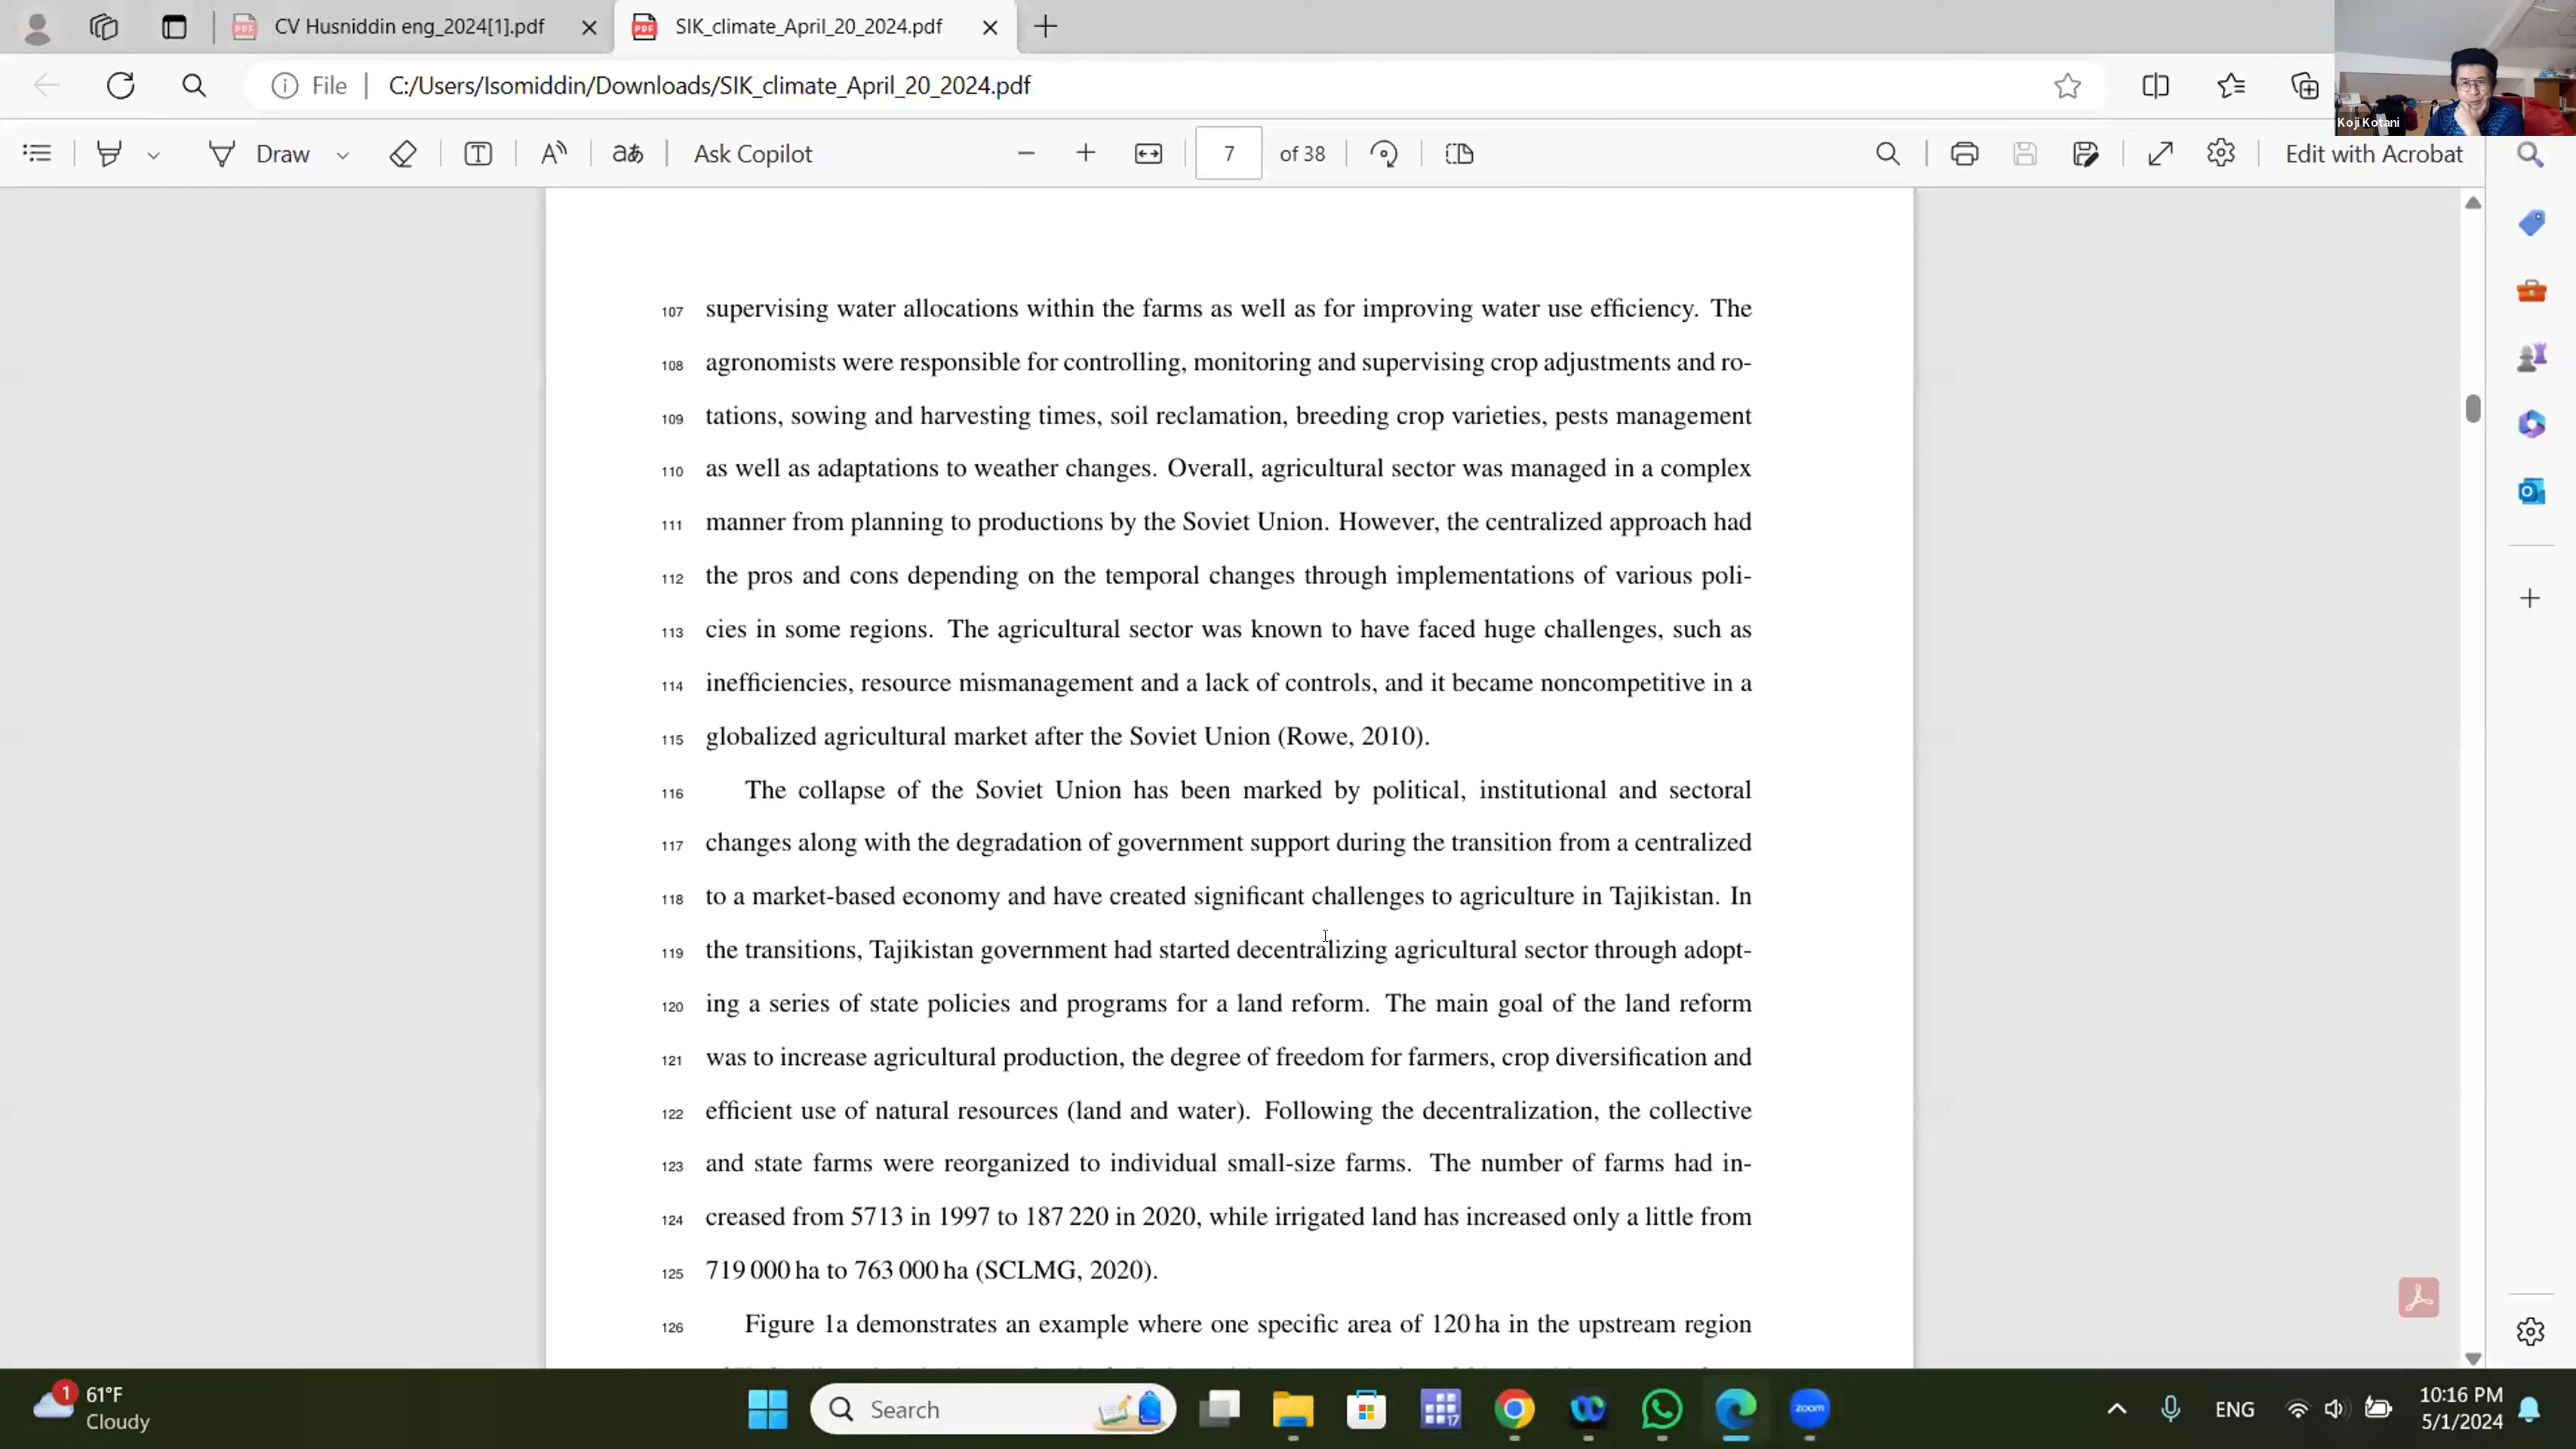 CV Husniddin eng_2024[1].pdf
SIK_climate_April_20_2024.pdf
File
C:/Users/Isomiddin/Downloads/SIK_climate_April_20_2024.pdf
Koji Kotani
Draw
aあ
Ask Copilot
7
of 38
Edit with Acrobat
107 supervising water allocations within the farms as well as for improving water use efficiency. The
108 agronomists were responsible for controlling, monitoring and supervising crop adjustments and ro-
109 tations, sowing and harvesting times, soil reclamation, breeding crop varieties, pests management
110 as well as adaptations to weather changes. Overall, agricultural sector was managed in a complex
111 manner from planning to productions by the Soviet Union. However, the centralized approach had
112 the pros and cons depending on the temporal changes through implementations of various poli-
113 cies in some regions. The agricultural sector was known to have faced huge challenges, such as
114 inefficiencies, resource mismanagement and a lack of controls, and it became noncompetitive in a
115 globalized agricultural market after the Soviet Union (Rowe, 2010).
116 The collapse of the Soviet Union has been marked by political, institutional and sectoral
117 changes along with the degradation of government support during the transition from a centralized
118 to a market-based economy and have created significant challenges to agriculture in Tajikistan. In
119 the transitions, Tajikistan government had started decentralizing agricultural sector through adopt-
120 ing a series of state policies and programs for a land reform. The main goal of the land reform
121 was to increase agricultural production, the degree of freedom for farmers, crop diversification and
122 efficient use of natural resources (land and water). Following the decentralization, the collective
123 and state farms were reorganized to individual small-size farms. The number of farms had in-
124 creased from 5713 in 1997 to 187 220 in 2020, while irrigated land has increased only a little from
125 719 000 ha to 763 000 ha (SCLMG, 2020).
126 Figure 1a demonstrates an example where one specific area of 120 ha in the upstream region
1
61°F
Cloudy
Search
17
zoom
ENG
10:16 PM
5/1/2024